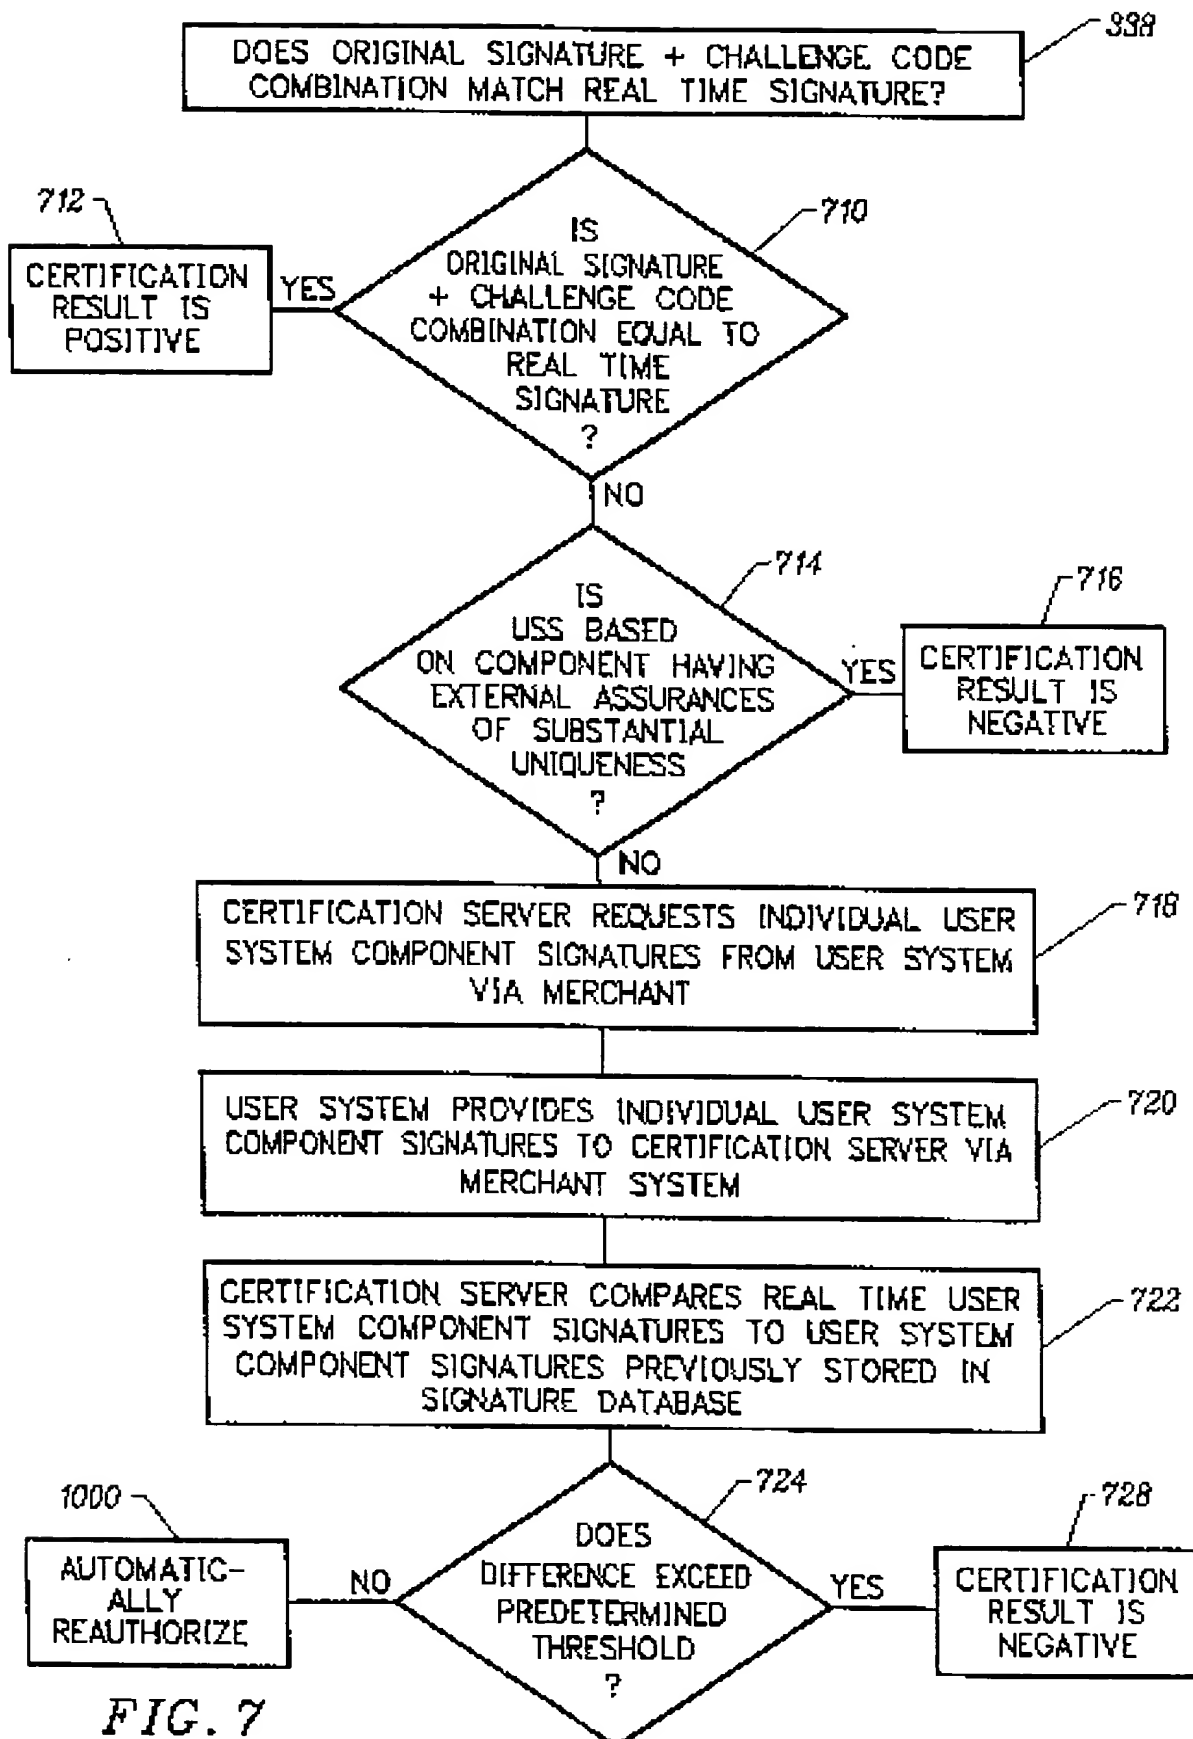 338
DOES ORIGINAL SIGNATURE + CHALLENGE CODE
COMBINATION MATCH REAL TIME SIGNATURE?
712
710
IS
ORIGINAL SIGNATURE
+ CHALLENGE CODE
COMBINATION EQUAL TO
REAL TIME
SIGNATURE
?
CERTIFICATION
RESULT IS
POSITIVE
YES
NO
714
716
IS
USS BASED
ON COMPONENT HAVING
EXTERNAL ASSURANCES
OF SUBSTANTIAL
UNIQUENESS
?
YES
CERTIFICATION
RESULT IS
NEGATIVE
NO
718
CERTIFICATION SERVER REQUESTS INDIVIDUAL USER
SYSTEM COMPONENT SIGNATURES FROM USER SYSTEM
VIA MERCHANT
720
USER SYSTEM PROVIDES INDIVIDUAL USER SYSTEM
COMPONENT SIGNATURES TO CERTIFICATION SERVER VIA
MERCHANT SYSTEM
722
CERTIFICATION SERVER COMPARES REAL TIME USER
SYSTEM COMPONENT SIGNATURES TO USER SYSTEM
COMPONENT SIGNATURES PREVIOUSLY STORED IN
SIGNATURE DATABASE
1000
724
728
AUTOMATIC-
ALLY
REAUTHORIZE
NO
DOES
DIFFERENCE EXCEED
PREDETERMINED
THRESHOLD
?
YES
CERTIFICATION
RESULT IS
NEGATIVE
FIG. 7